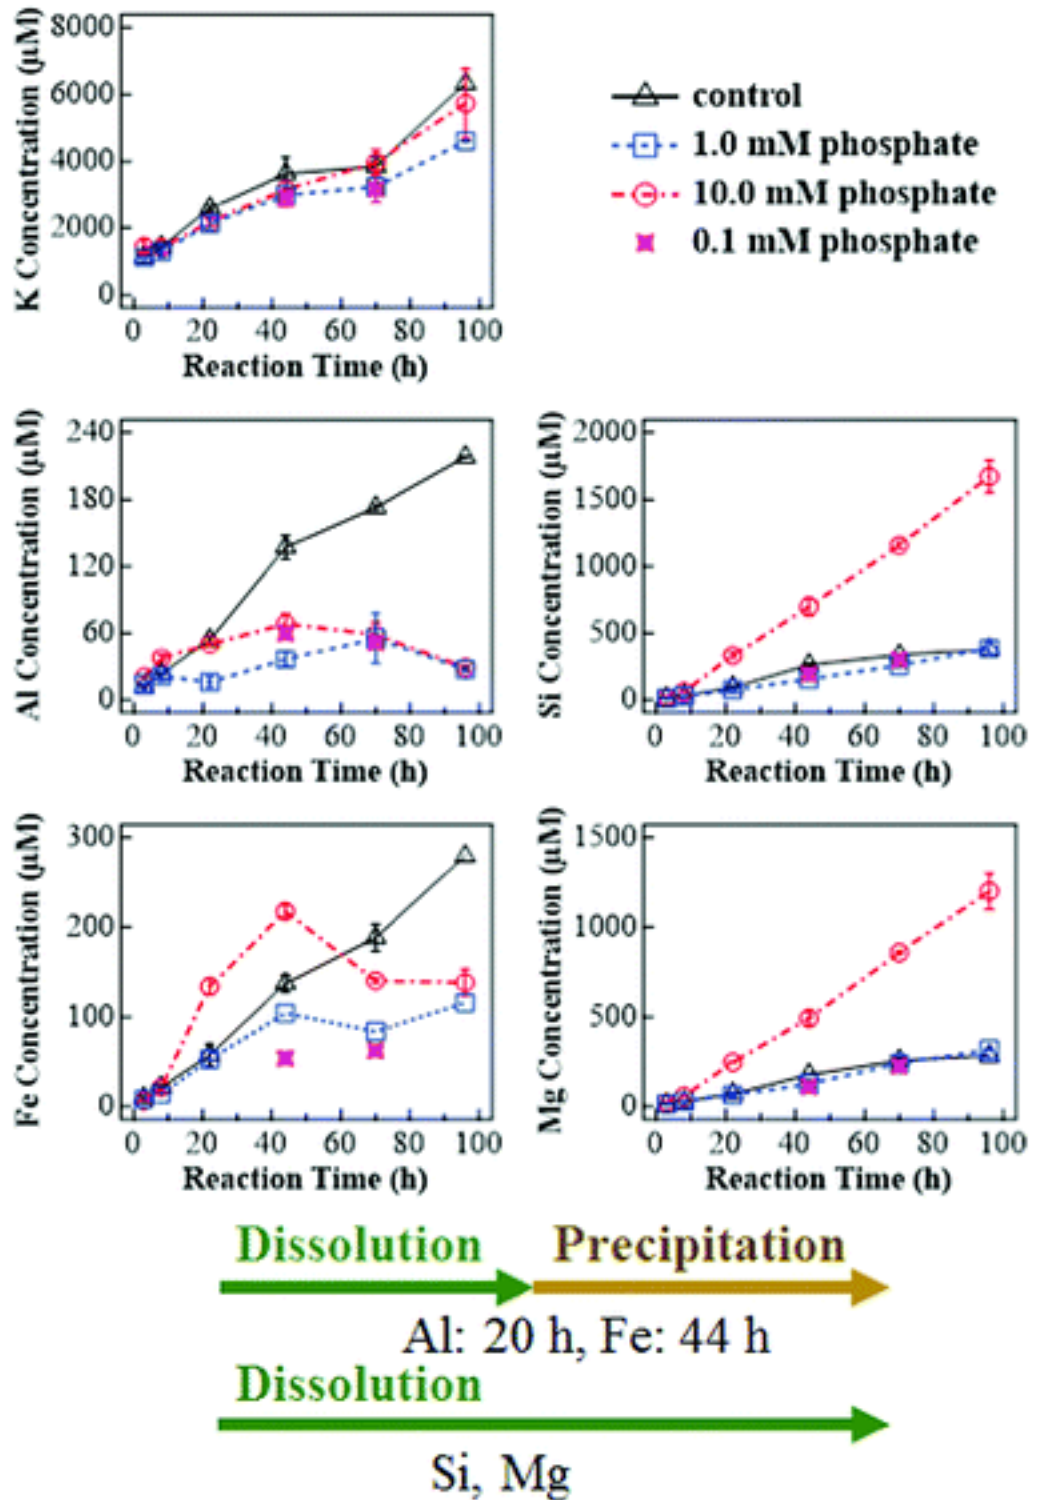 K Concentration (µM)
8000
6000
4000
2000
0
0 20 40 60 80 100
Reaction Time (h)
control
1.0 mM phosphate
10.0 mM phosphate
0.1 mM phosphate
Al Concentration (µM)
240
180
120
60
0
0 20 40 60 80 100
Reaction Time (h)
Si Concentration (µM)
2000
1500
1000
500
0
0 20 40 60 80 100
Reaction Time (h)
Fe Concentration (µM)
300
200
100
0
0 20 40 60 80 100
Reaction Time (h)
Mg Concentration (µM)
1500
1000
500
0
0 20 40 60 80 100
Reaction Time (h)
Dissolution Precipitation
Al: 20 h, Fe: 44 h
Dissolution
Si, Mg